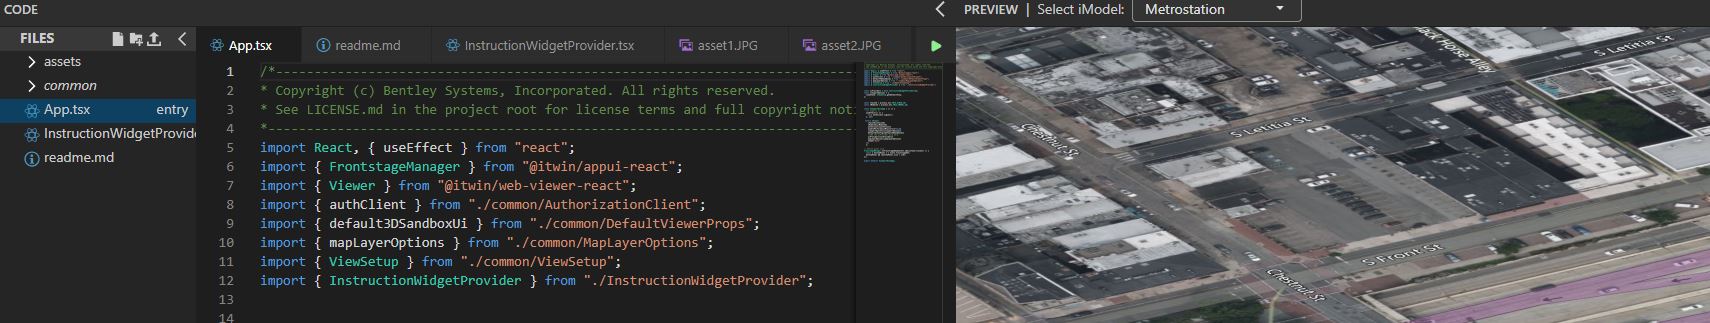 CODE
PREVIEW | Select iModel: Metrostation
FILES
App.tsx
readme.md
InstructionWidgetProvider.tsx
asset1.JPG
asset2.JPG
assets
common
App.tsx entry
InstructionWidgetProvide
readme.md
1 /*----------------------------------------------------------------------------
2 * Copyright (c) Bentley Systems, Incorporated. All rights reserved.
3 * See LICENSE.md in the project root for license terms and full copyright noti
4 *----------------------------------------------------------------------------
5 import React, { useEffect } from "react";
6 import { FrontstageManager } from "@itwin/appui-react";
7 import { Viewer } from "@itwin/web-viewer-react";
8 import { authClient } from "./common/AuthorizationClient";
9 import { default3DSandboxUi } from "./common/DefaultViewerProps";
10 import { mapLayerOptions } from "./common/MapLayerOptions";
11 import { ViewSetup } from "./common/ViewSetup";
12 import { InstructionWidgetProvider } from "./InstructionWidgetProvider";
13
14
Horse Alley
S Letitia St
S Letitia St
Chestnut St
S Front St
Chestnut St